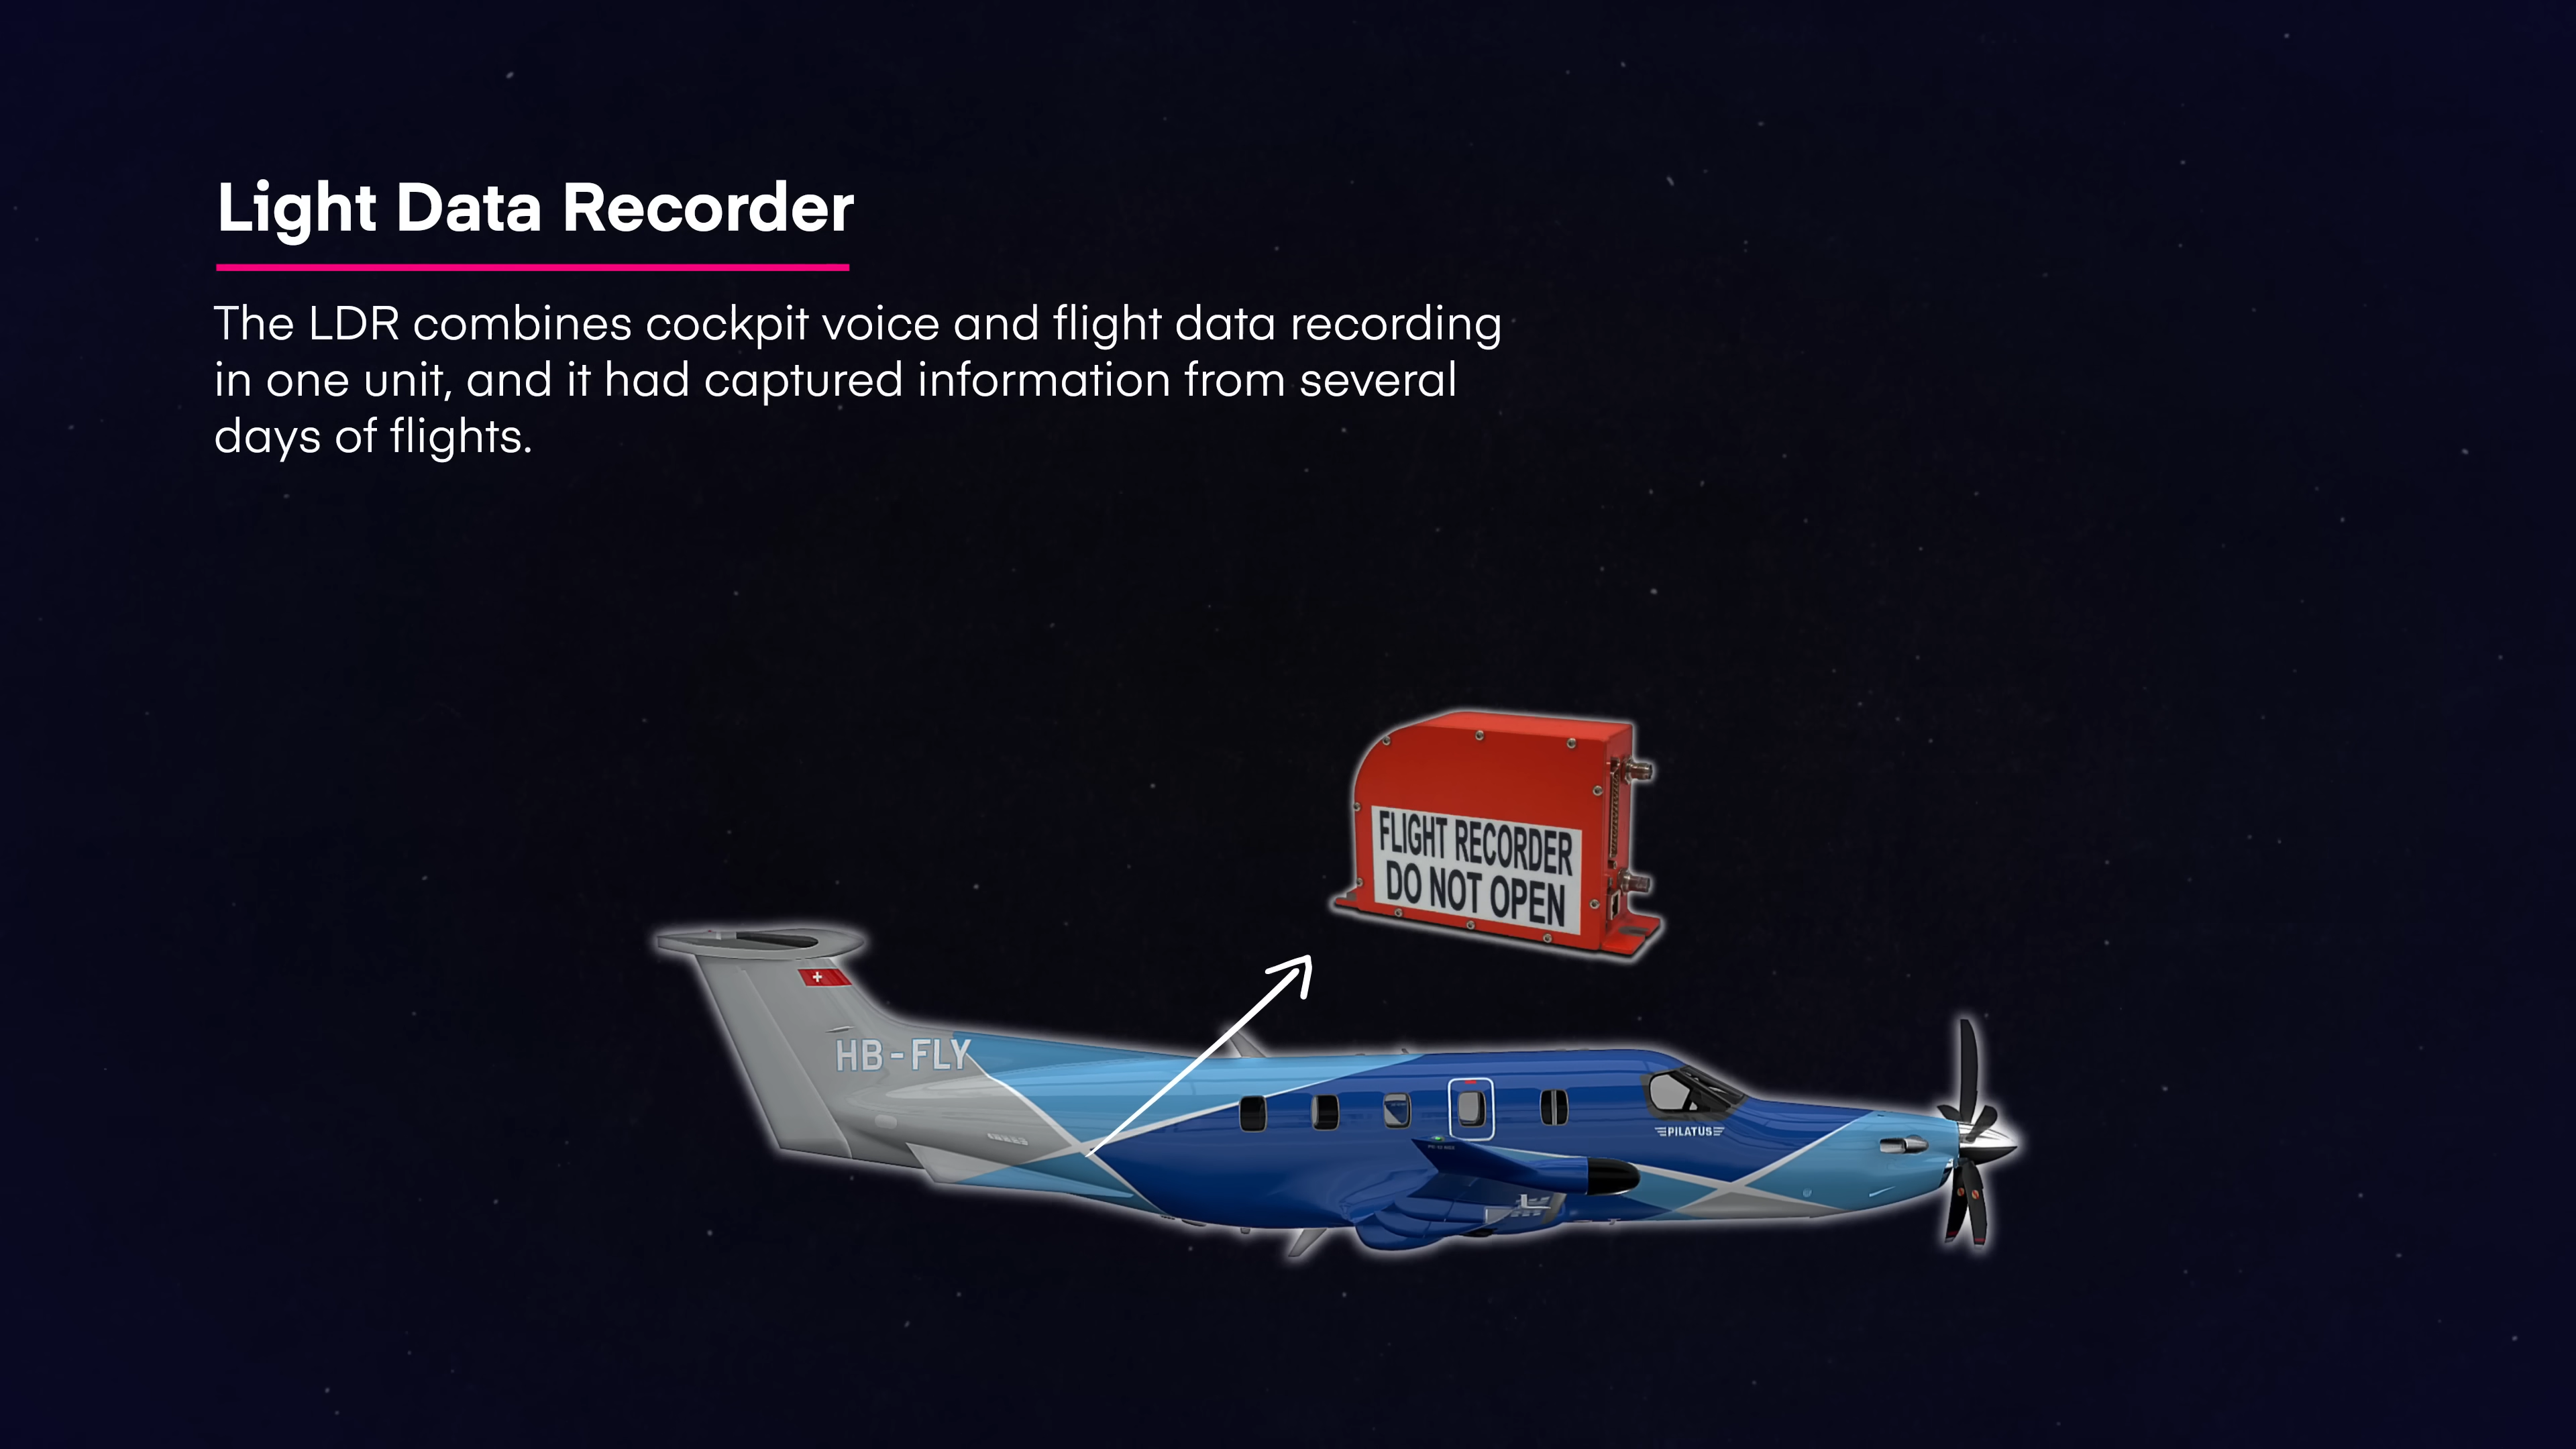 Light Data Recorder
The LDR combines cockpit voice and flight data recording
in one unit, and it had captured information from several
days of flights.
FLIGHT RECORDER
DO NOT OPEN
HB-FLY
PILATUS